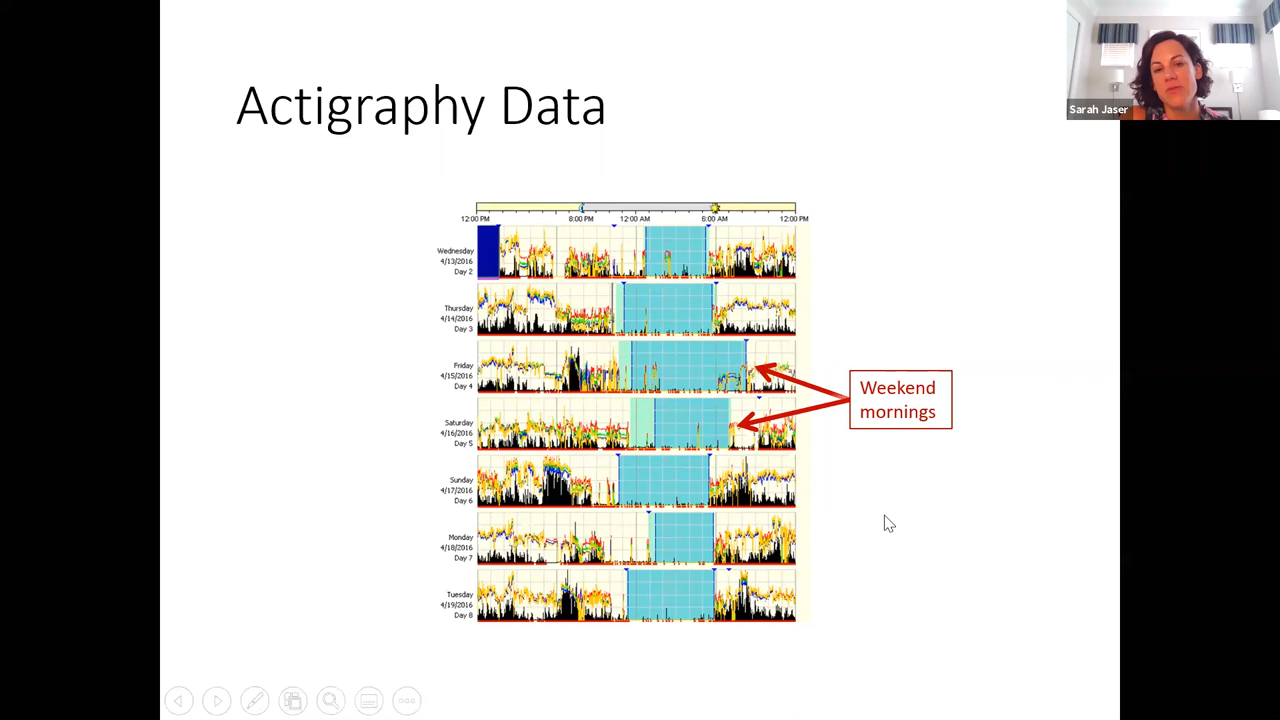 Sarah Jaser
Actigraphy Data
12:00 PM
8:00 PM
12:00 AM
6:00 AM
12:00 PM
Wednesday
4/13/2016
Day 2
Thursday
4/14/2016
Day 3
Friday
4/15/2016
Day 4
Weekend
mornings
Saturday
4/16/2016
Day 5
Sunday
4/17/2016
Day 6
Monday
4/18/2016
Day 7
Tuesday
4/19/2016
Day 8